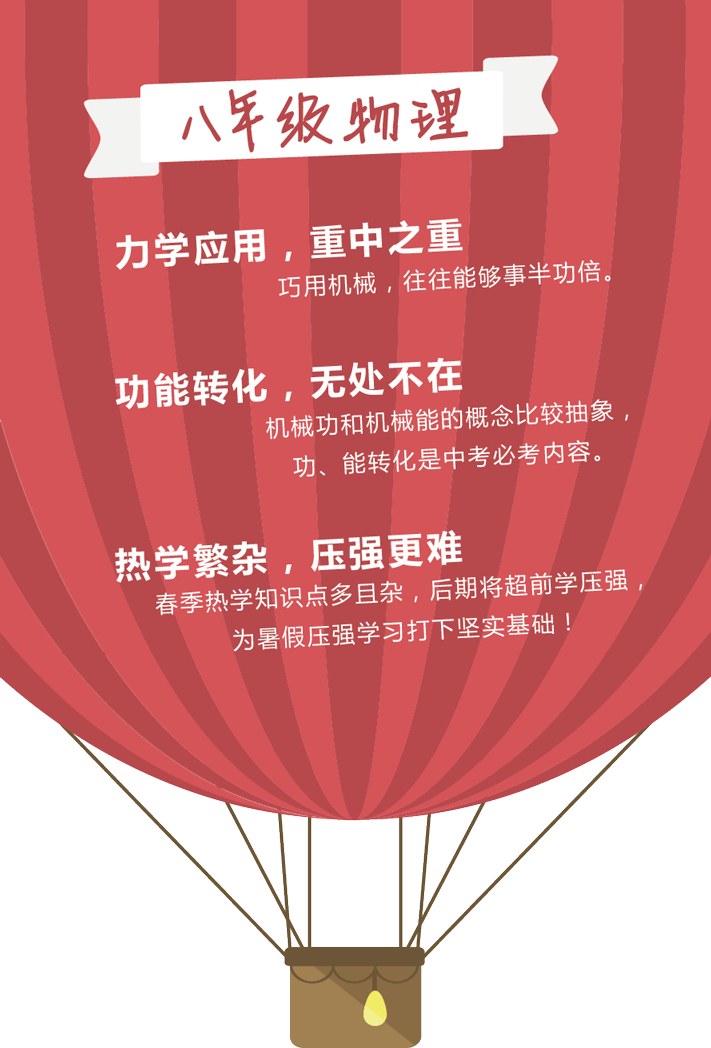 八年级物理
力学应用，重中之重
巧用机械，往往能够事半功倍。
功能转化，无处不在
机械功和机械能的概念比较抽象，
功、能转化是中考必考内容。
热学繁杂，压强更难
春季热学知识点多且杂，后期将超前学压强，
为暑假压强学习打下坚实基础！